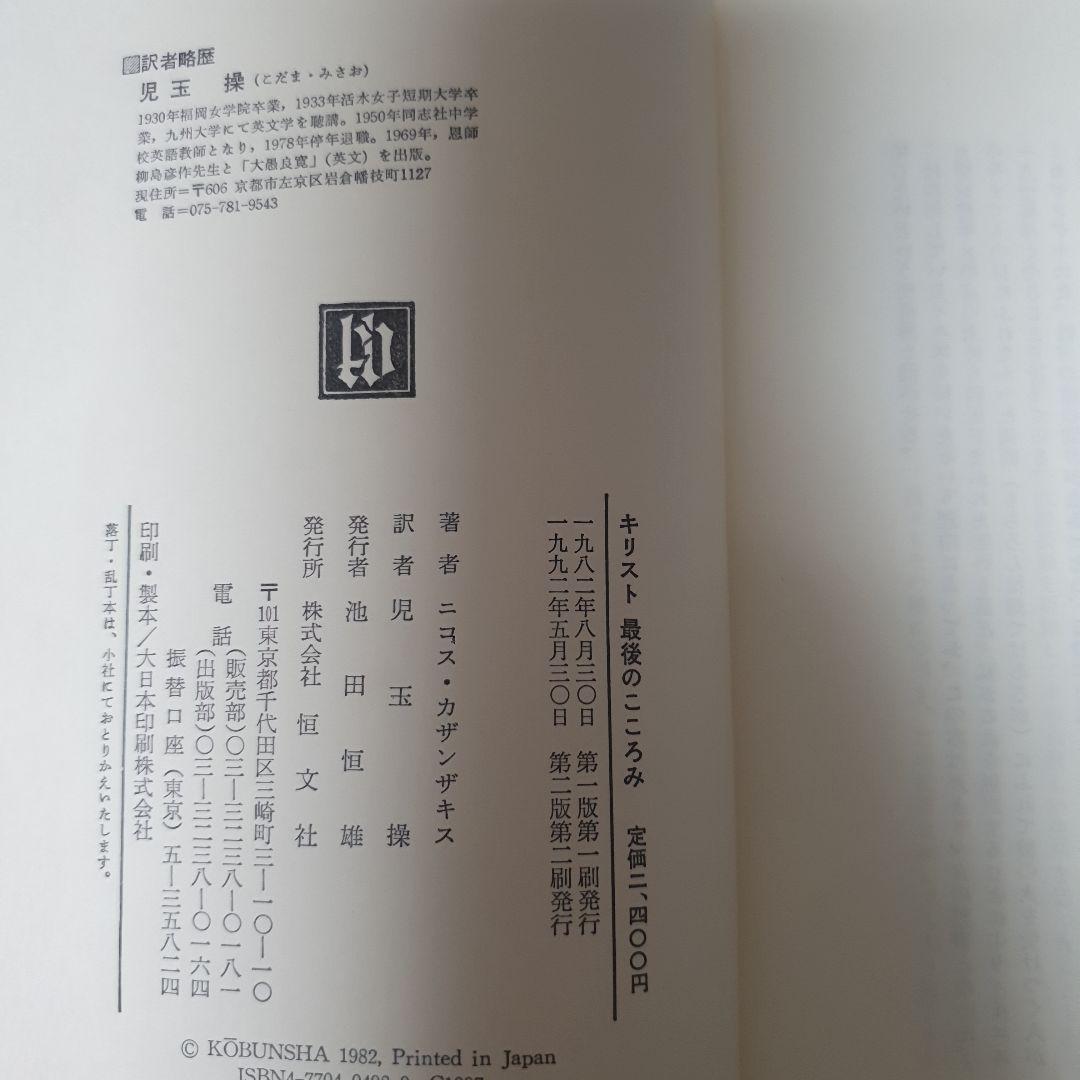 訳者略歴
児玉 操(こだま・みさお)
1930年福岡女学院卒業,1933年活水女子短期大学卒
業,九州大学にて英文学を聴講。1950年同志社中学
校英語教師となり,1978年停年退職。1969年,恩師
柳島彦作先生と「大愚良寛」(英文)を出版。
現住所=〒606 京都市左京区岩倉幡枝町1127
電 話=075-781-9543
キリスト 最後のこころみ 定価二、四〇〇円
一九八二年八月三〇日 第一版第一刷発行
一九九二年五月三〇日 第二版第二刷発行
著者 ニコス・カザンザキス
訳者 児玉 操
発行者 池田恒雄
発行所 株式会社 恒文社
〒101 東京都千代田区三崎町三―一〇―一〇
電話(販売部)〇三―三二三八―〇一八一
(出版部)〇三―三二三八―〇一六四
振替口座(東京)五―三五八二四
印刷・製本/大日本印刷株式会社
落丁・乱丁本は、小社にておとりかえいたします。
© KŌBUNSHA 1982, Printed in Japan